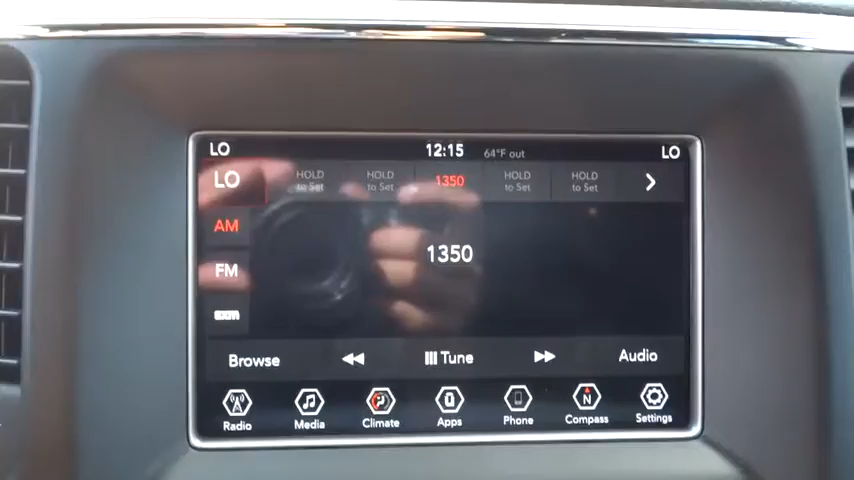 LO 12:15 64°F out LO
LO HOLD to Set HOLD to Set 1350 HOLD to Set HOLD to Set
AM
1350
FM
sxm
Browse Tune Audio
Radio Media Climate Apps Phone N Compass Settings